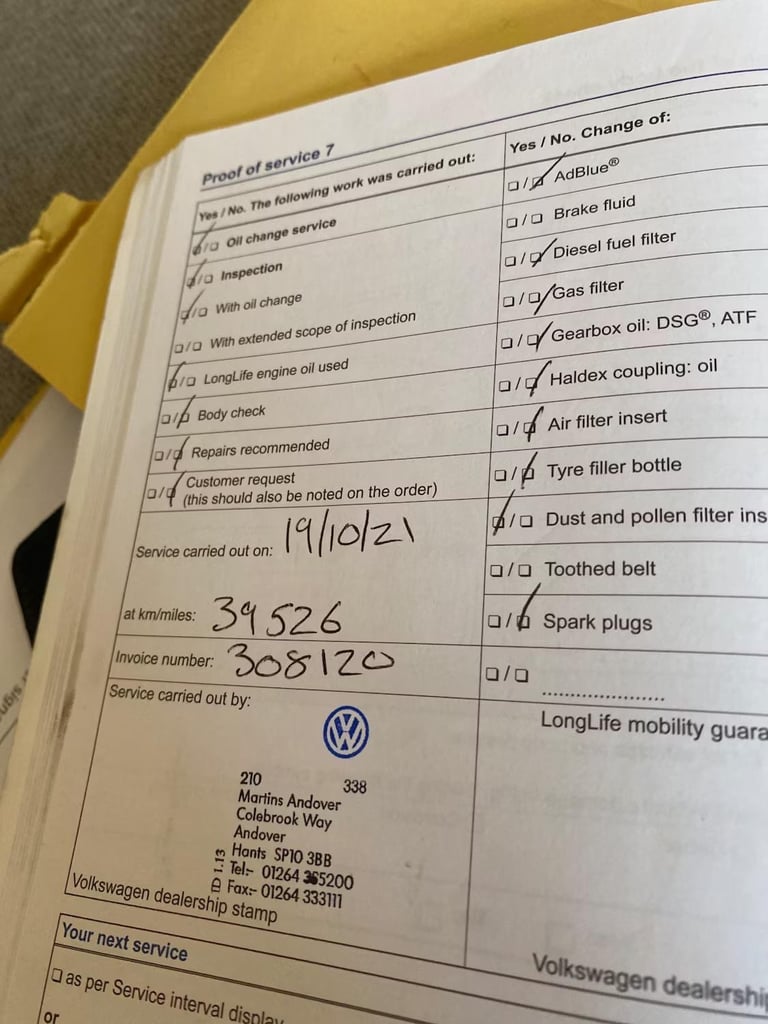 Proof of service 7
Yes / No. The following work was carried out:
Oil change service
Inspection
With oil change
With extended scope of inspection
LongLife engine oil used
Body check
Repairs recommended
Customer request
(this should also be noted on the order)
Service carried out on: 19/10/21
at km/miles: 39526
Invoice number: 308120
Service carried out by:
210 338
Martins Andover
Colebrook Way
Andover
Hants SP10 3BB
Tel:- 01264 365200
Fax:- 01264 333111
ID 1.13
Volkswagen dealership stamp
Yes / No. Change of:
AdBlue®
Brake fluid
Diesel fuel filter
Gas filter
Gearbox oil: DSG®, ATF
Haldex coupling: oil
Air filter insert
Tyre filler bottle
Dust and pollen filter ins
Toothed belt
Spark plugs
....................
LongLife mobility guara
Volkswagen dealership
Your next service
as per Service interval display
or